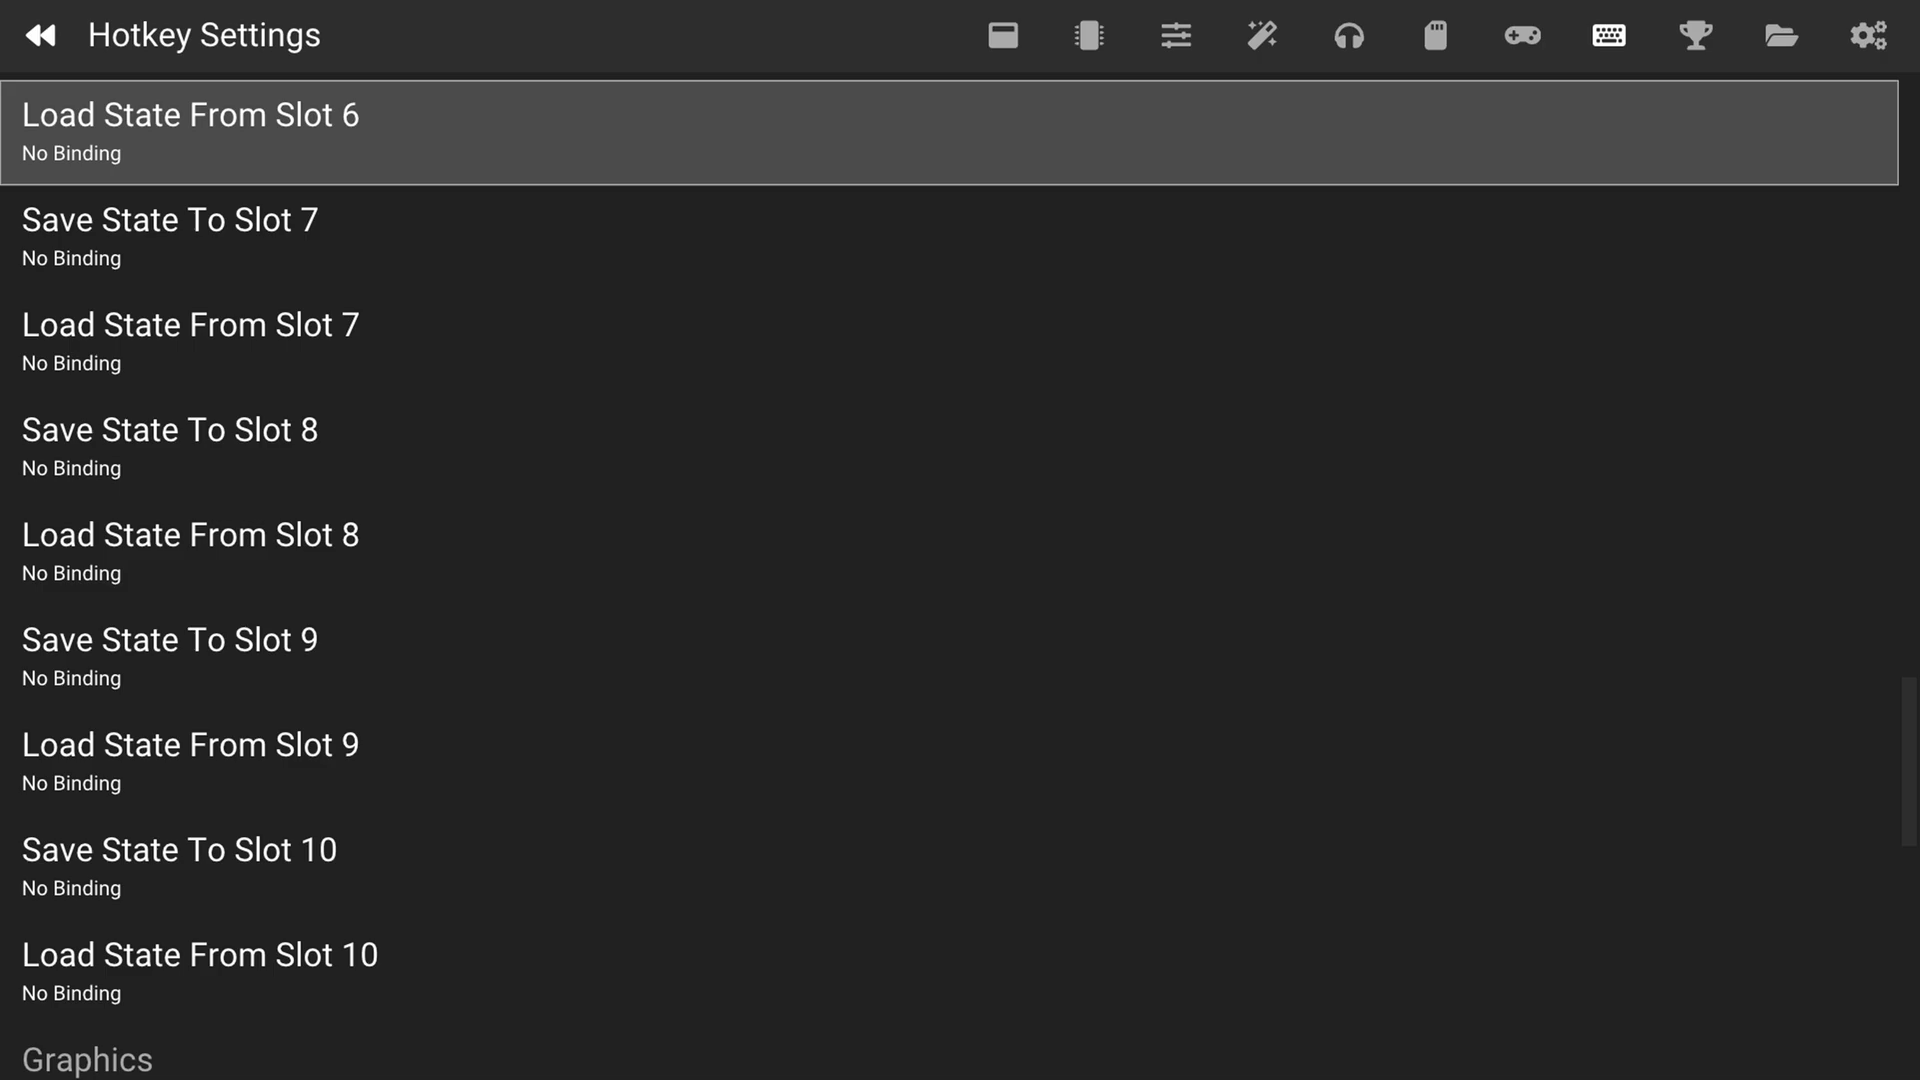 Hotkey Settings
Load State From Slot 6
No Binding
Save State To Slot 7
No Binding
Load State From Slot 7
No Binding
Save State To Slot 8
No Binding
Load State From Slot 8
No Binding
Save State To Slot 9
No Binding
Load State From Slot 9
No Binding
Save State To Slot 10
No Binding
Load State From Slot 10
No Binding
Graphics